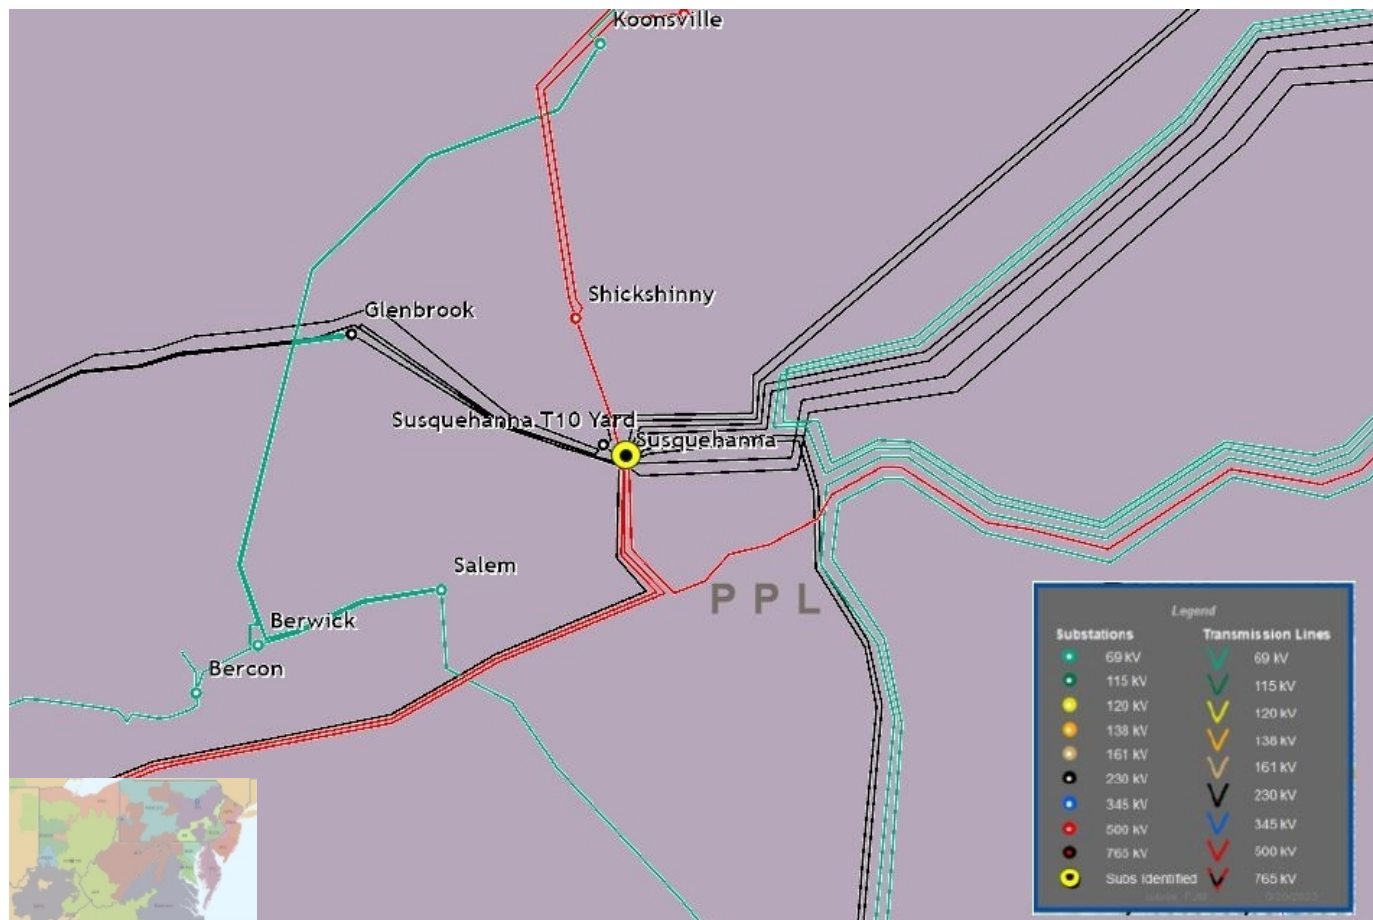 Koonsville
Shickshinny
Glenbrook
Susquehanna T10 Yard
Susquehanna
Salem
PPL
Berwick
Bercon
Legend
Substations Transmission Lines
69 kV 69 kV
115 kV 115 kV
120 kV 120 kV
138 kV 138 kV
161 kV 161 kV
230 kV 230 kV
345 kV 345 kV
500 kV 500 kV
765 kV 765 kV
Subs Identified